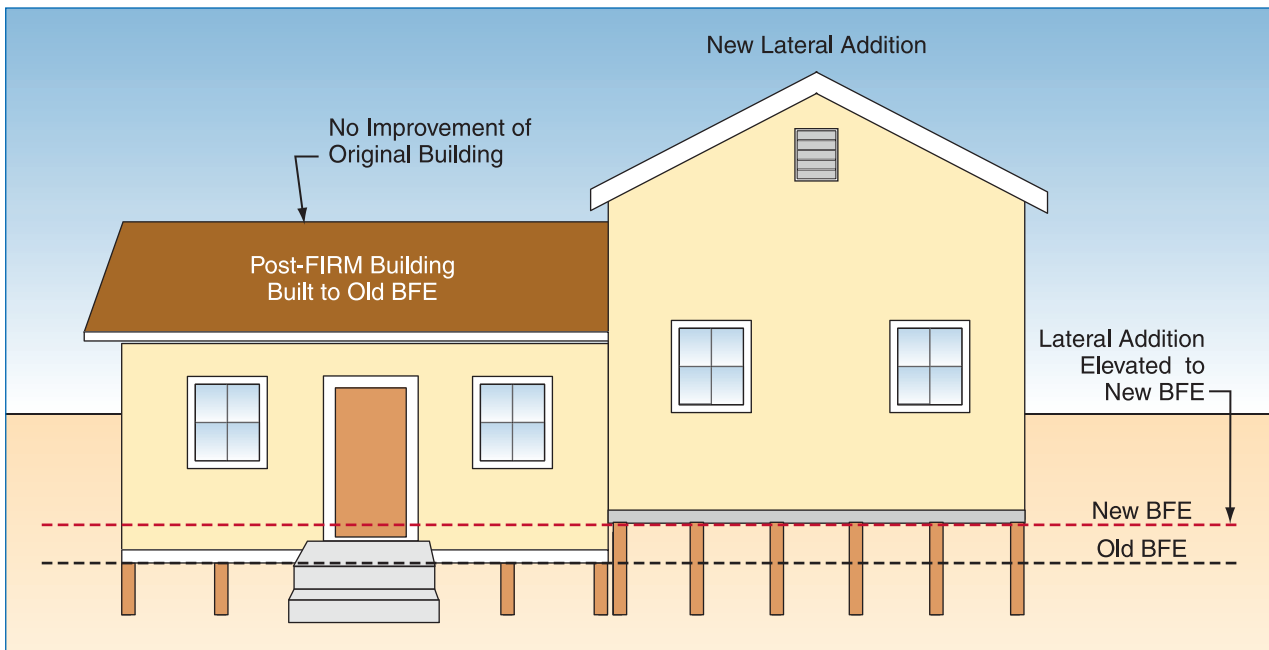 New Lateral Addition
No Improvement of
Original Building
Post-FIRM Building
Built to Old BFE
Lateral Addition
Elevated to
New BFE
New BFE
Old BFE